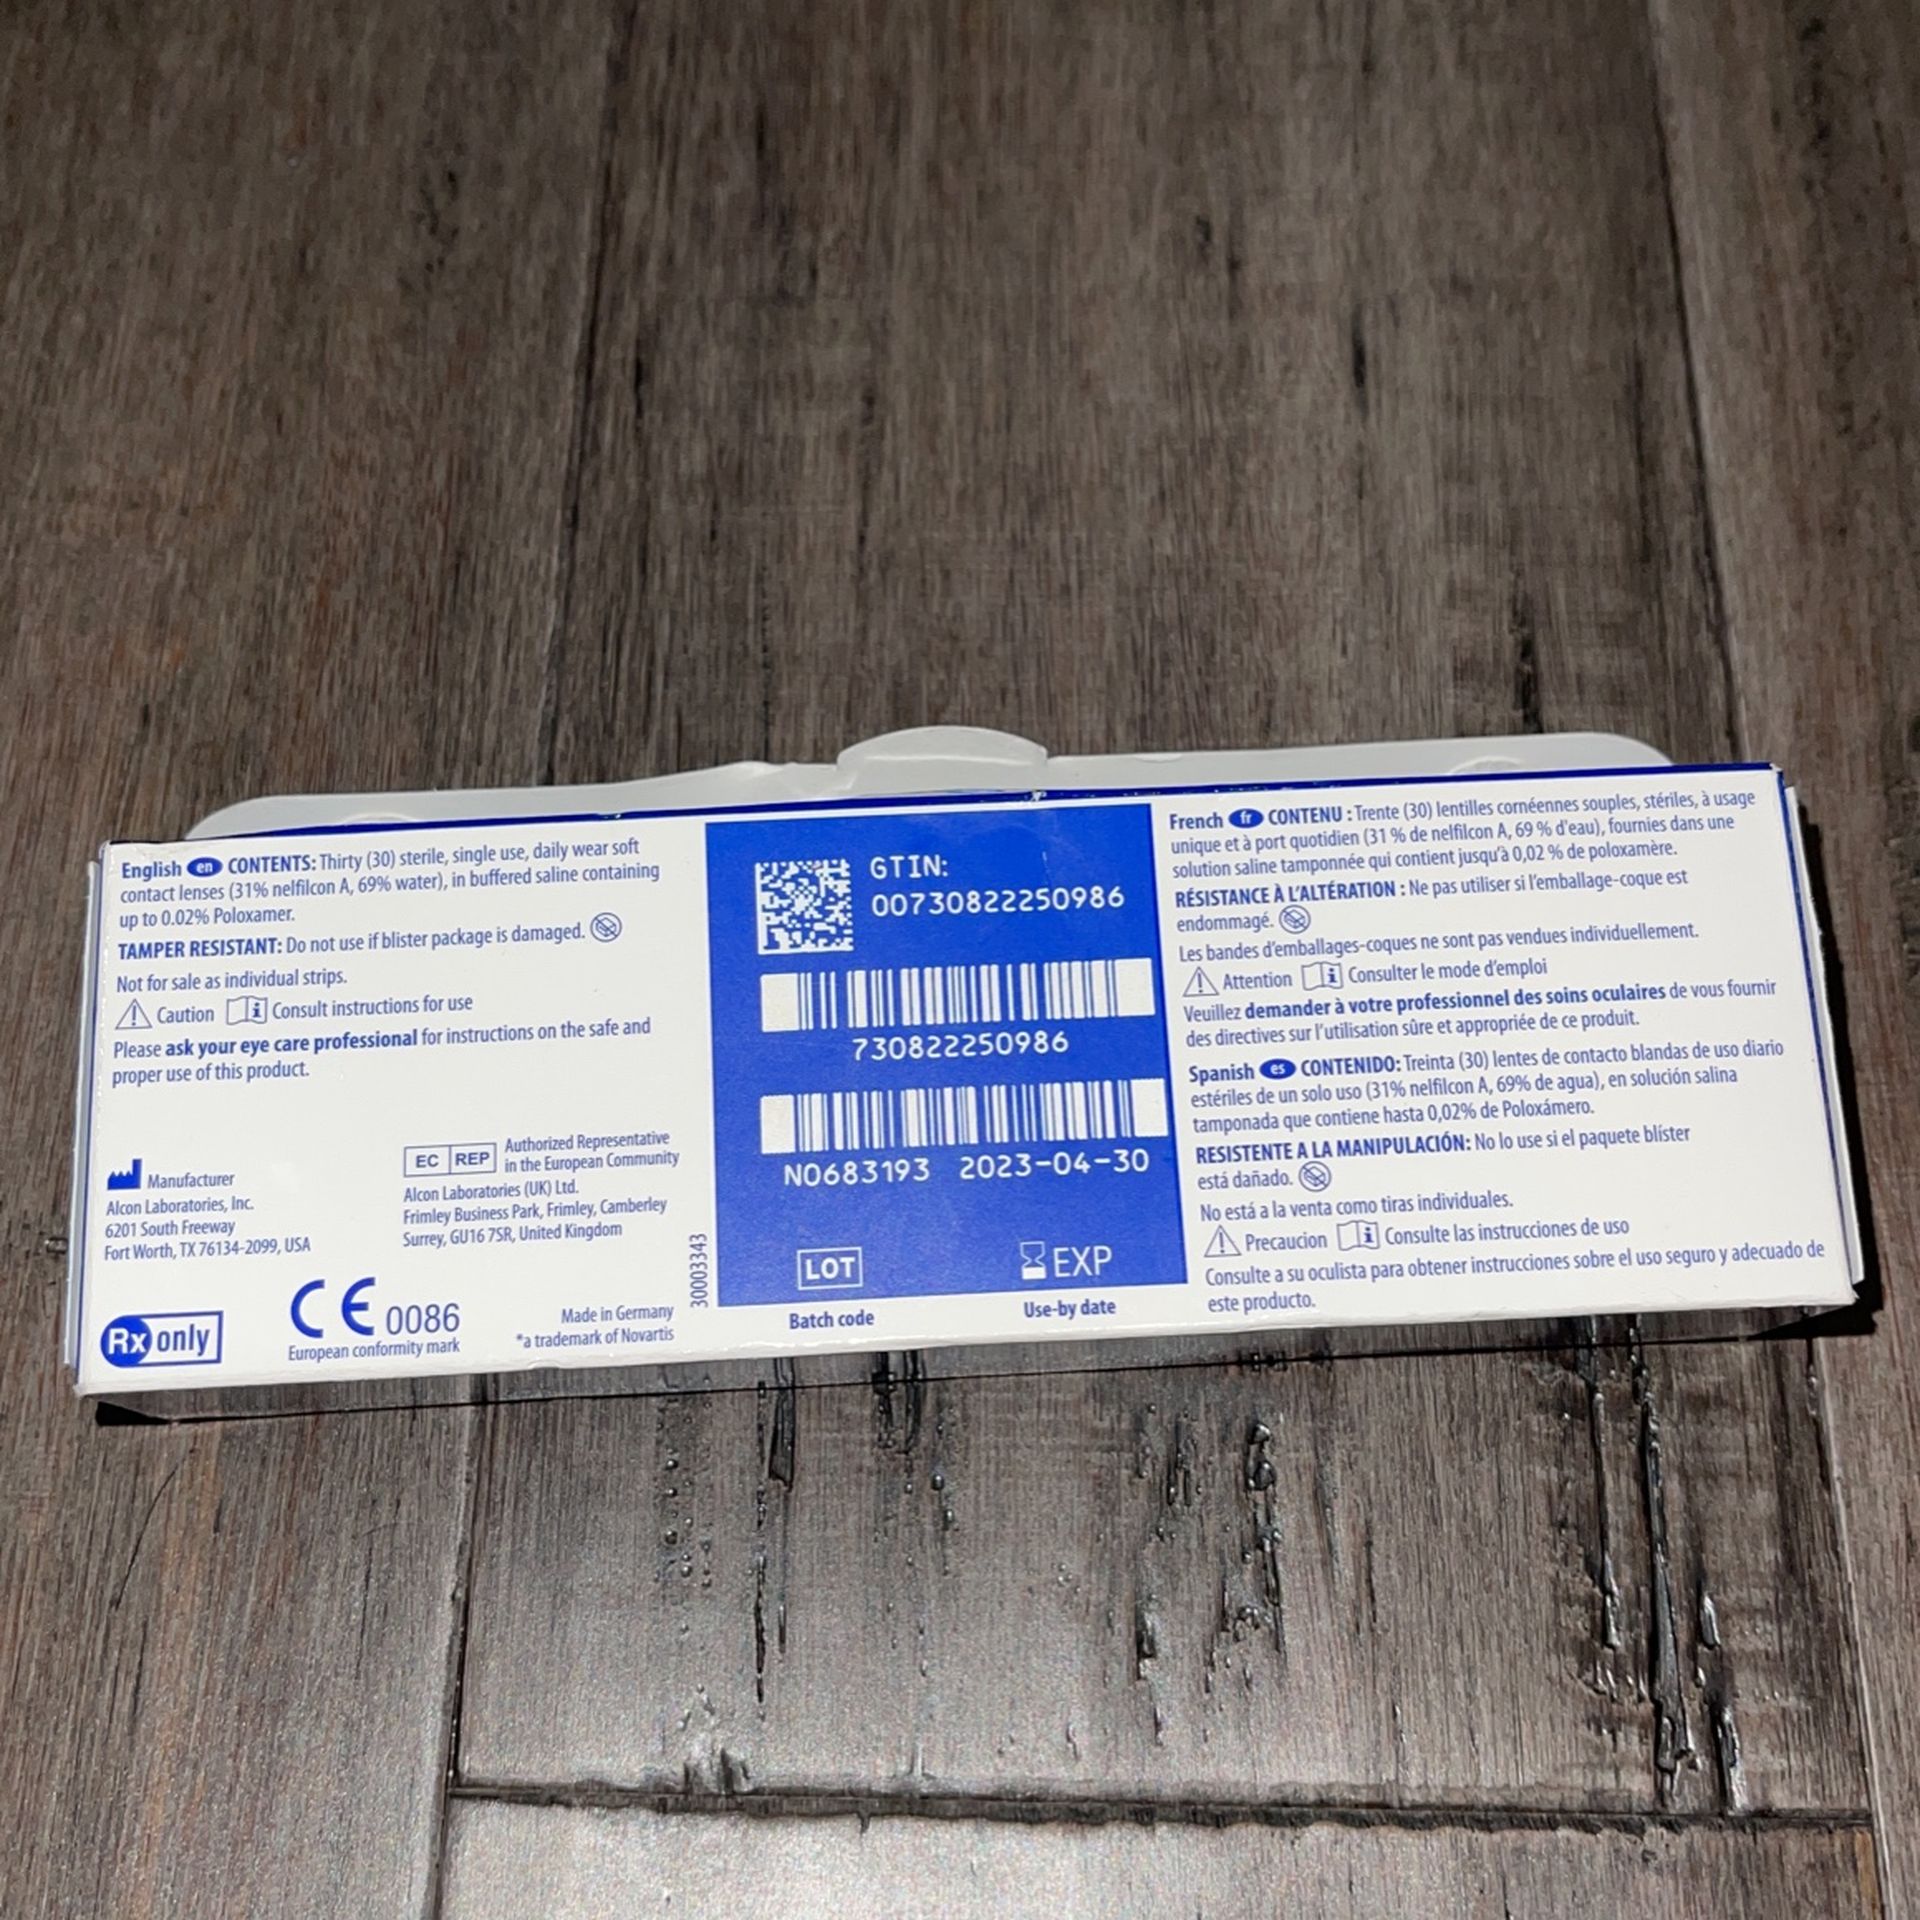 English en CONTENTS: Thirty (30) sterile, single use, daily wear soft
contact lenses (31% nelfilcon A, 69% water), in buffered saline containing
up to 0.02% Poloxamer.
TAMPER RESISTANT: Do not use if blister package is damaged.
Not for sale as individual strips.
Caution Consult instructions for use
Please ask your eye care professional for instructions on the safe and
proper use of this product.
Manufacturer
Alcon Laboratories, Inc.
6201 South Freeway
Fort Worth, TX 76134-2099, USA
EC REP Authorized Representative
in the European Community
Alcon Laboratories (UK) Ltd.
Frimley Business Park, Frimley, Camberley
Surrey, GU16 7SR, United Kingdom
Rx only
CE 0086
European conformity mark
Made in Germany
*a trademark of Novartis
30003343
GTIN:
00730822250986
730822250986
N0683193 2023-04-30
LOT EXP
Batch code Use-by date
French fr CONTENU : Trente (30) lentilles cornéennes souples, stériles, à usage
unique et à port quotidien (31 % de nelfilcon A, 69 % d'eau), fournies dans une
solution saline tamponnée qui contient jusqu'à 0,02 % de poloxamère.
RÉSISTANCE À L'ALTÉRATION : Ne pas utiliser si l'emballage-coque est
endommagé.
Les bandes d'emballages-coques ne sont pas vendues individuellement.
Attention Consulter le mode d'emploi
Veuillez demander à votre professionnel des soins oculaires de vous fournir
des directives sur l'utilisation sûre et appropriée de ce produit.
Spanish es CONTENIDO: Treinta (30) lentes de contacto blandas de uso diario
estériles de un solo uso (31% nelfilcon A, 69% de agua), en solución salina
tamponada que contiene hasta 0,02% de Poloxámero.
RESISTENTE A LA MANIPULACIÓN: No lo use si el paquete blíster
está dañado.
No está a la venta como tiras individuales.
Precaucion Consulte las instrucciones de uso
Consulte a su oculista para obtener instrucciones sobre el uso seguro y adecuado de
este producto.